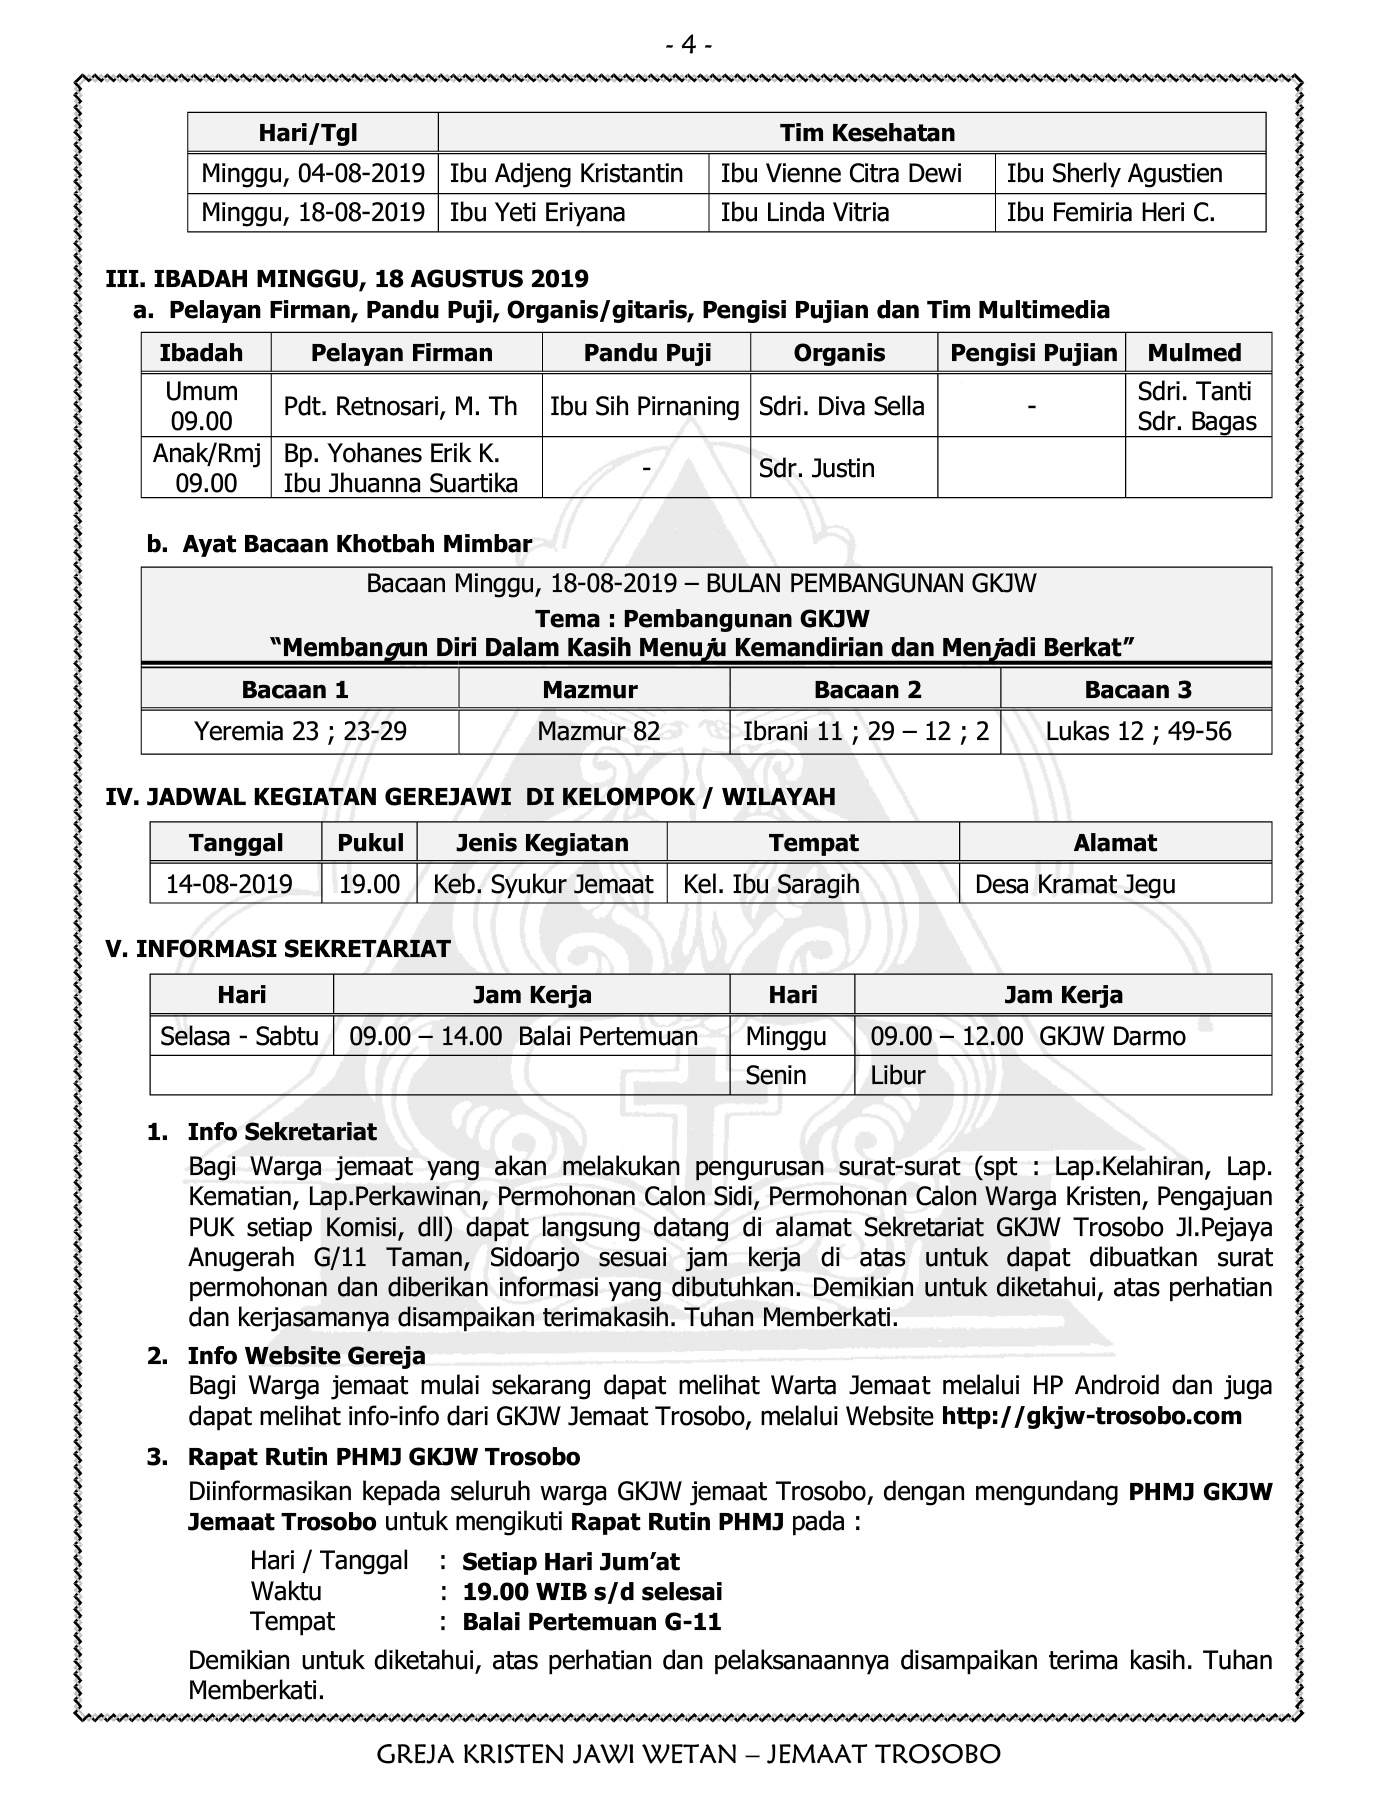 - 4 -
Hari/Tgl Tim Kesehatan
Minggu, 04-08-2019 Ibu Adjeng Kristantin Ibu Vienne Citra Dewi Ibu Sherly Agustien
Minggu, 18-08-2019 Ibu Yeti Eriyana Ibu Linda Vitria Ibu Femiria Heri C.
III. IBADAH MINGGU, 18 AGUSTUS 2019
a. Pelayan Firman, Pandu Puji, Organis/gitaris, Pengisi Pujian dan Tim Multimedia
Ibadah Pelayan Firman Pandu Puji Organis Pengisi Pujian Mulmed
Umum
09.00
Pdt. Retnosari, M. Th Ibu Sih Pirnaning Sdri. Diva Sella -
Sdri. Tanti
Sdr. Bagas
Anak/Rmj
09.00
Bp. Yohanes Erik K.
Ibu Jhuanna Suartika
- Sdr. Justin
b. Ayat Bacaan Khotbah Mimbar
Bacaan Minggu, 18-08-2019 – BULAN PEMBANGUNAN GKJW
Tema : Pembangunan GKJW
“Membangun Diri Dalam Kasih Menuju Kemandirian dan Menjadi Berkat”
Bacaan 1 Mazmur Bacaan 2 Bacaan 3
Yeremia 23 ; 23-29 Mazmur 82 Ibrani 11 ; 29 – 12 ; 2 Lukas 12 ; 49-56
IV. JADWAL KEGIATAN GEREJAWI DI KELOMPOK / WILAYAH
Tanggal Pukul Jenis Kegiatan Tempat Alamat
14-08-2019 19.00 Keb. Syukur Jemaat Kel. Ibu Saragih Desa Kramat Jegu
V. INFORMASI SEKRETARIAT
Hari Jam Kerja Hari Jam Kerja
Selasa - Sabtu 09.00 – 14.00 Balai Pertemuan Minggu 09.00 – 12.00 GKJW Darmo
Senin Libur
1. Info Sekretariat
Bagi Warga jemaat yang akan melakukan pengurusan surat-surat (spt : Lap.Kelahiran, Lap.
Kematian, Lap.Perkawinan, Permohonan Calon Sidi, Permohonan Calon Warga Kristen, Pengajuan
PUK setiap Komisi, dll) dapat langsung datang di alamat Sekretariat GKJW Trosobo Jl.Pejaya
Anugerah G/11 Taman, Sidoarjo sesuai jam kerja di atas untuk dapat dibuatkan surat
permohonan dan diberikan informasi yang dibutuhkan. Demikian untuk diketahui, atas perhatian
dan kerjasamanya disampaikan terimakasih. Tuhan Memberkati.
2. Info Website Gereja
Bagi Warga jemaat mulai sekarang dapat melihat Warta Jemaat melalui HP Android dan juga
dapat melihat info-info dari GKJW Jemaat Trosobo, melalui Website http://gkjw-trosobo.com
3. Rapat Rutin PHMJ GKJW Trosobo
Diinformasikan kepada seluruh warga GKJW jemaat Trosobo, dengan mengundang PHMJ GKJW
Jemaat Trosobo untuk mengikuti Rapat Rutin PHMJ pada :
Hari / Tanggal : Setiap Hari Jum’at
Waktu : 19.00 WIB s/d selesai
Tempat : Balai Pertemuan G-11
Demikian untuk diketahui, atas perhatian dan pelaksanaannya disampaikan terima kasih. Tuhan
Memberkati.
GREJA KRISTEN JAWI WETAN – JEMAAT TROSOBO